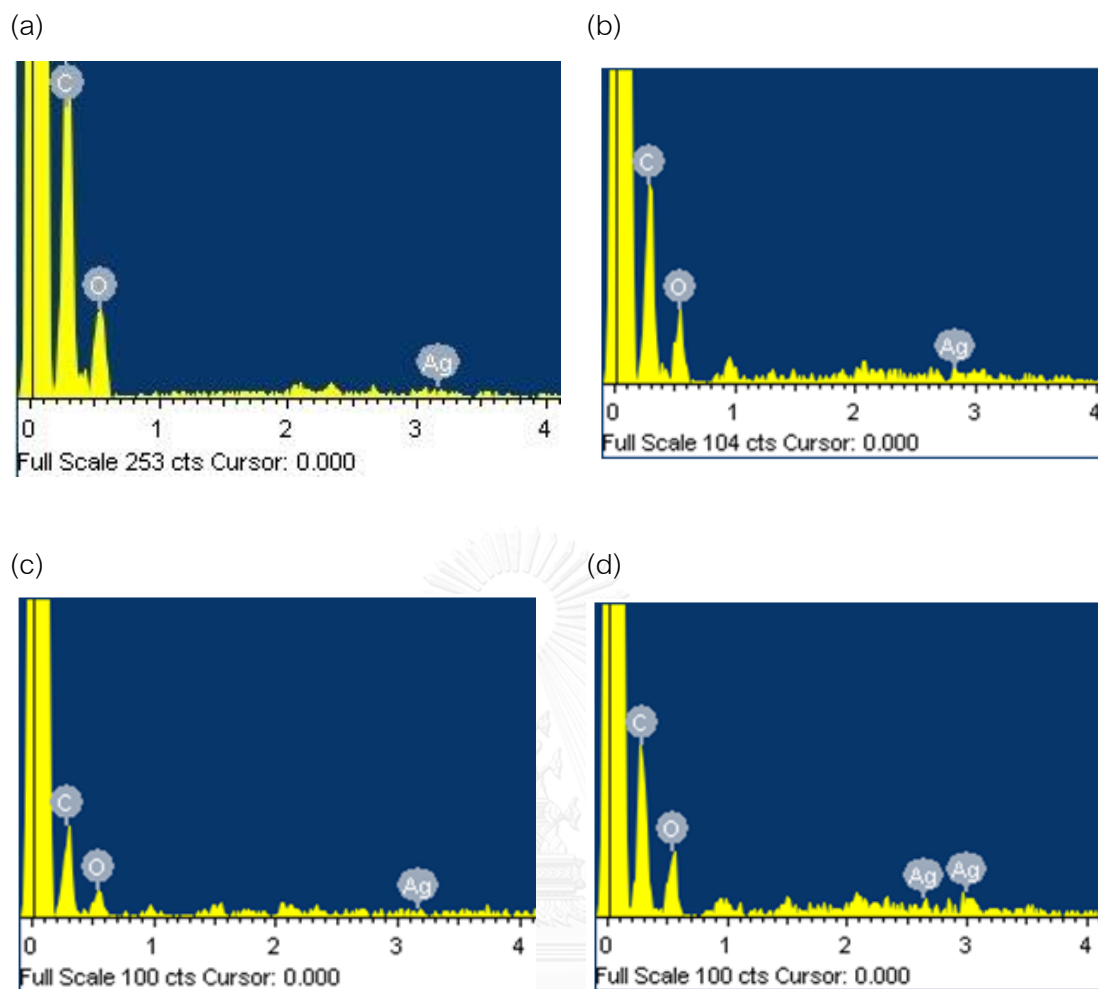 (a)
C
O
Ag
0 1 2 3 4
Full Scale 253 cts Cursor: 0.000
(b)
C
O
Ag
0 1 2 3 4
Full Scale 104 cts Cursor: 0.000
(c)
C
O
Ag
0 1 2 3 4
Full Scale 100 cts Cursor: 0.000
(d)
C
O
Ag Ag
0 1 2 3 4
Full Scale 100 cts Cursor: 0.000